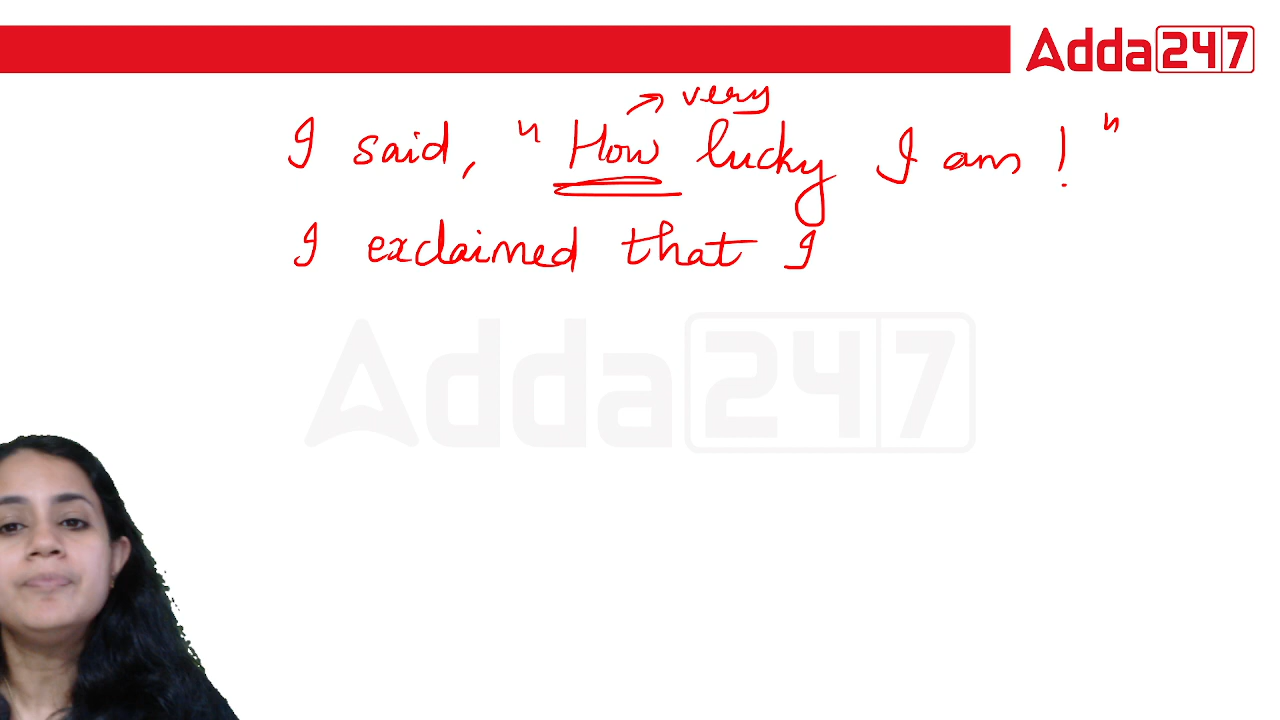 Adda247
very
I said, "How lucky I am!"
I exclaimed that I
Adda247